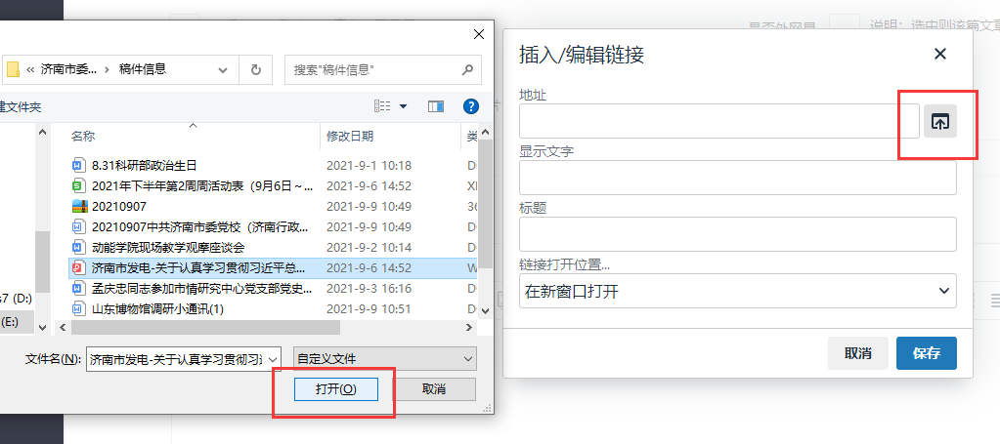 是否外网显
说明：选中则该篇文章
插入/编辑链接
« 济南市委... › 稿件信息
搜索"稿件信息"
建文件夹
地址
名称
修改日期
类
8.31科研部政治生日
2021-9-1 10:18
2021年下半年第2周周活动表（9月6日～...
2021-9-6 14:52
20210907
2021-9-9 10:49
36
20210907中共济南市委党校（济南行政...
2021-9-9 10:49
动能学院现场教学观摩座谈会
2021-9-2 10:14
济南市发电-关于认真学习贯彻习近平总...
2021-9-6 14:52
孟庆忠同志参加市情研究中心党支部党史...
2021-9-3 16:16
山东博物馆调研小通讯(1)
2021-9-9 10:51
s7 (D:)
(E:)
显示文字
标题
链接打开位置...
在新窗口打开
取消
保存
文件名(N):
济南市发电-关于认真学习贯彻习近
自定义文件
打开(O)
取消